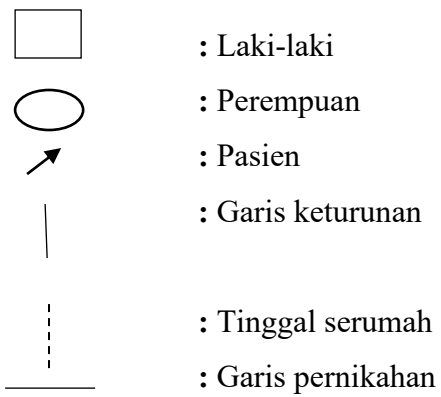 : Laki-laki
: Perempuan
: Pasien
: Garis keturunan
: Tinggal serumah
: Garis pernikahan